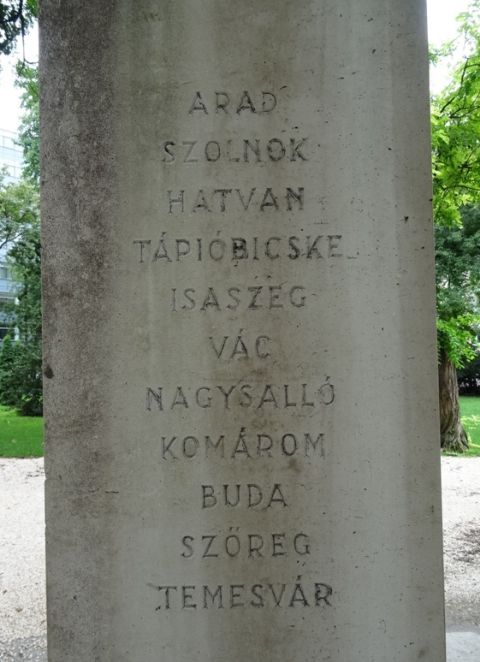 ARAD
SZOLNOK
HATVAN
TÁPIÓBICSKE
ISASZEG
VÁC
NAGYSALLÓ
KOMÁROM
BUDA
SZŐREG
TEMESVÁR